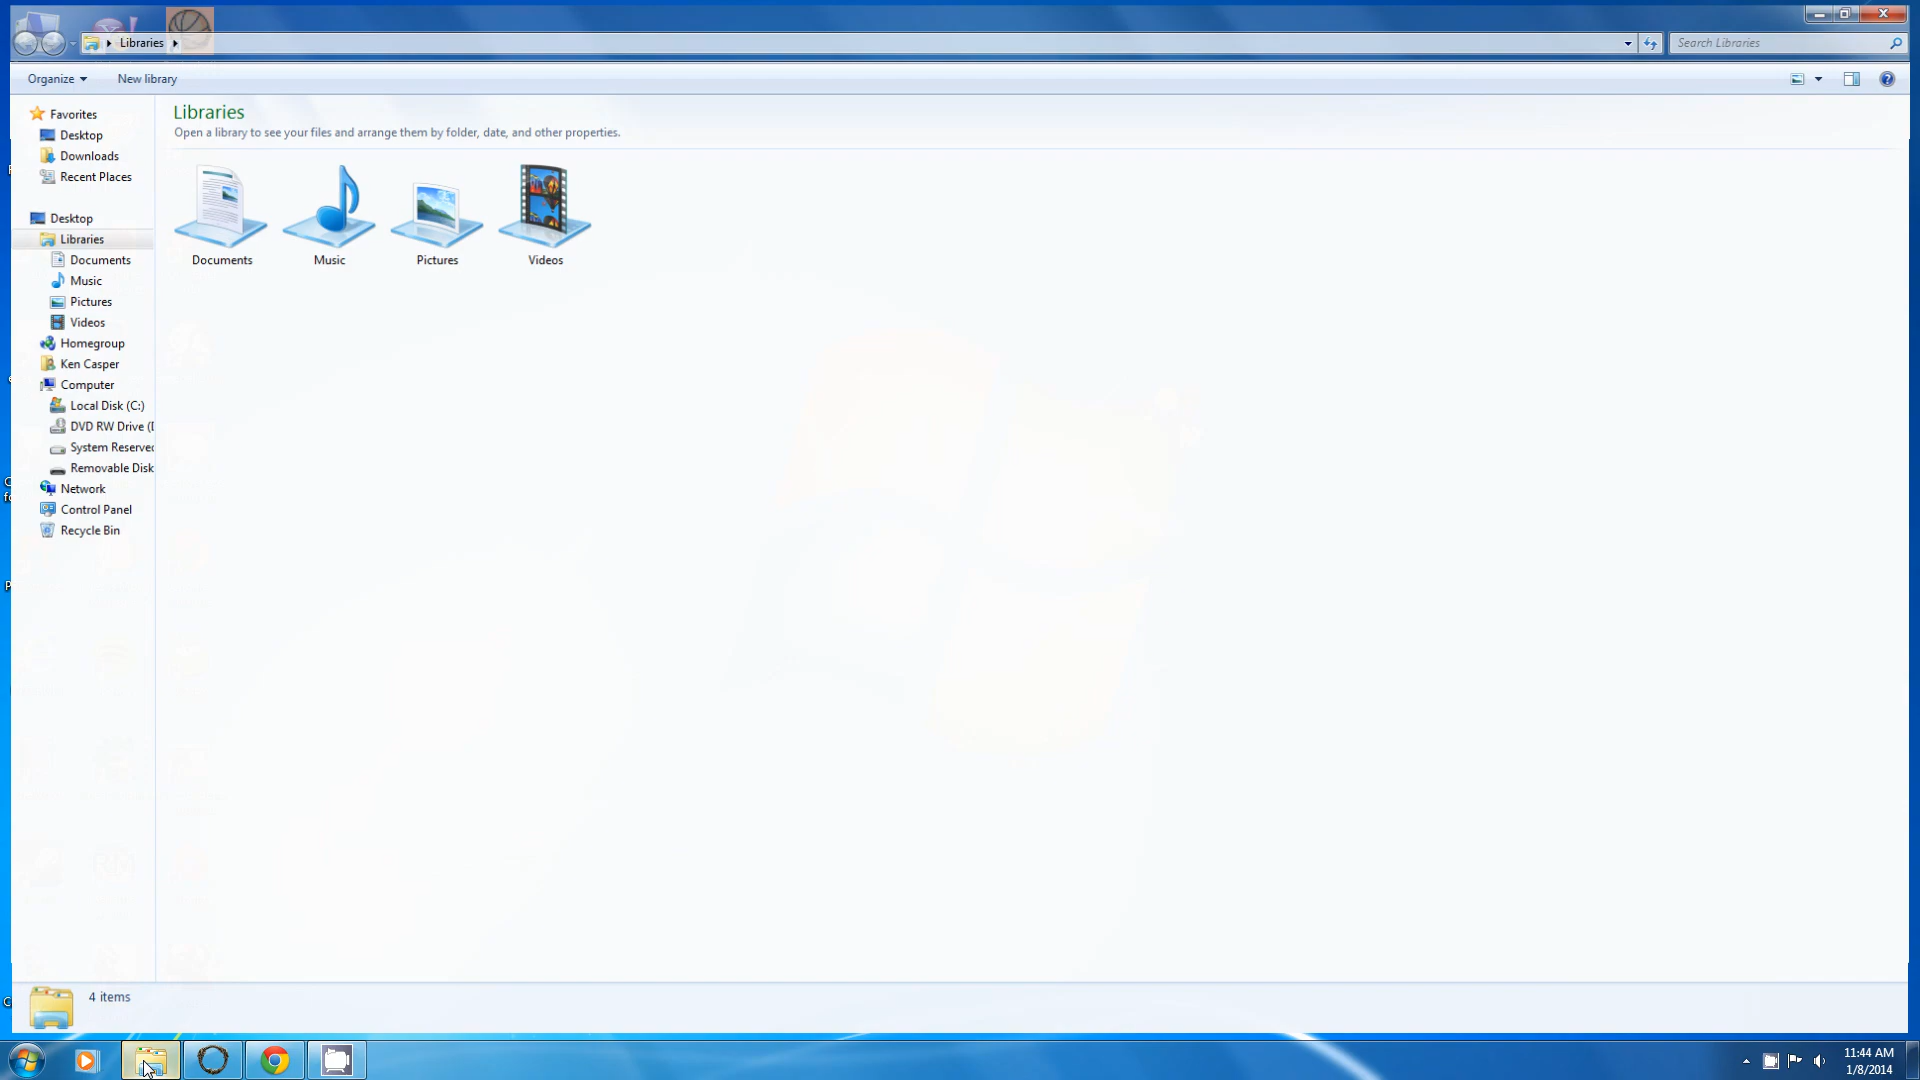 Libraries
Search Libraries
Organize
New library
Libraries
Open a library to see your files and arrange them by folder, date, and other properties.
Favorites
Desktop
Downloads
Recent Places
Desktop
Libraries
Documents
Music
Pictures
Videos
Homegroup
Ken Casper
Computer
Local Disk (C:)
DVD RW Drive (
System Reserve
Removable Disk
Network
Control Panel
Recycle Bin
Documents
Music
Pictures
Videos
4 items
11:44 AM
1/8/2014